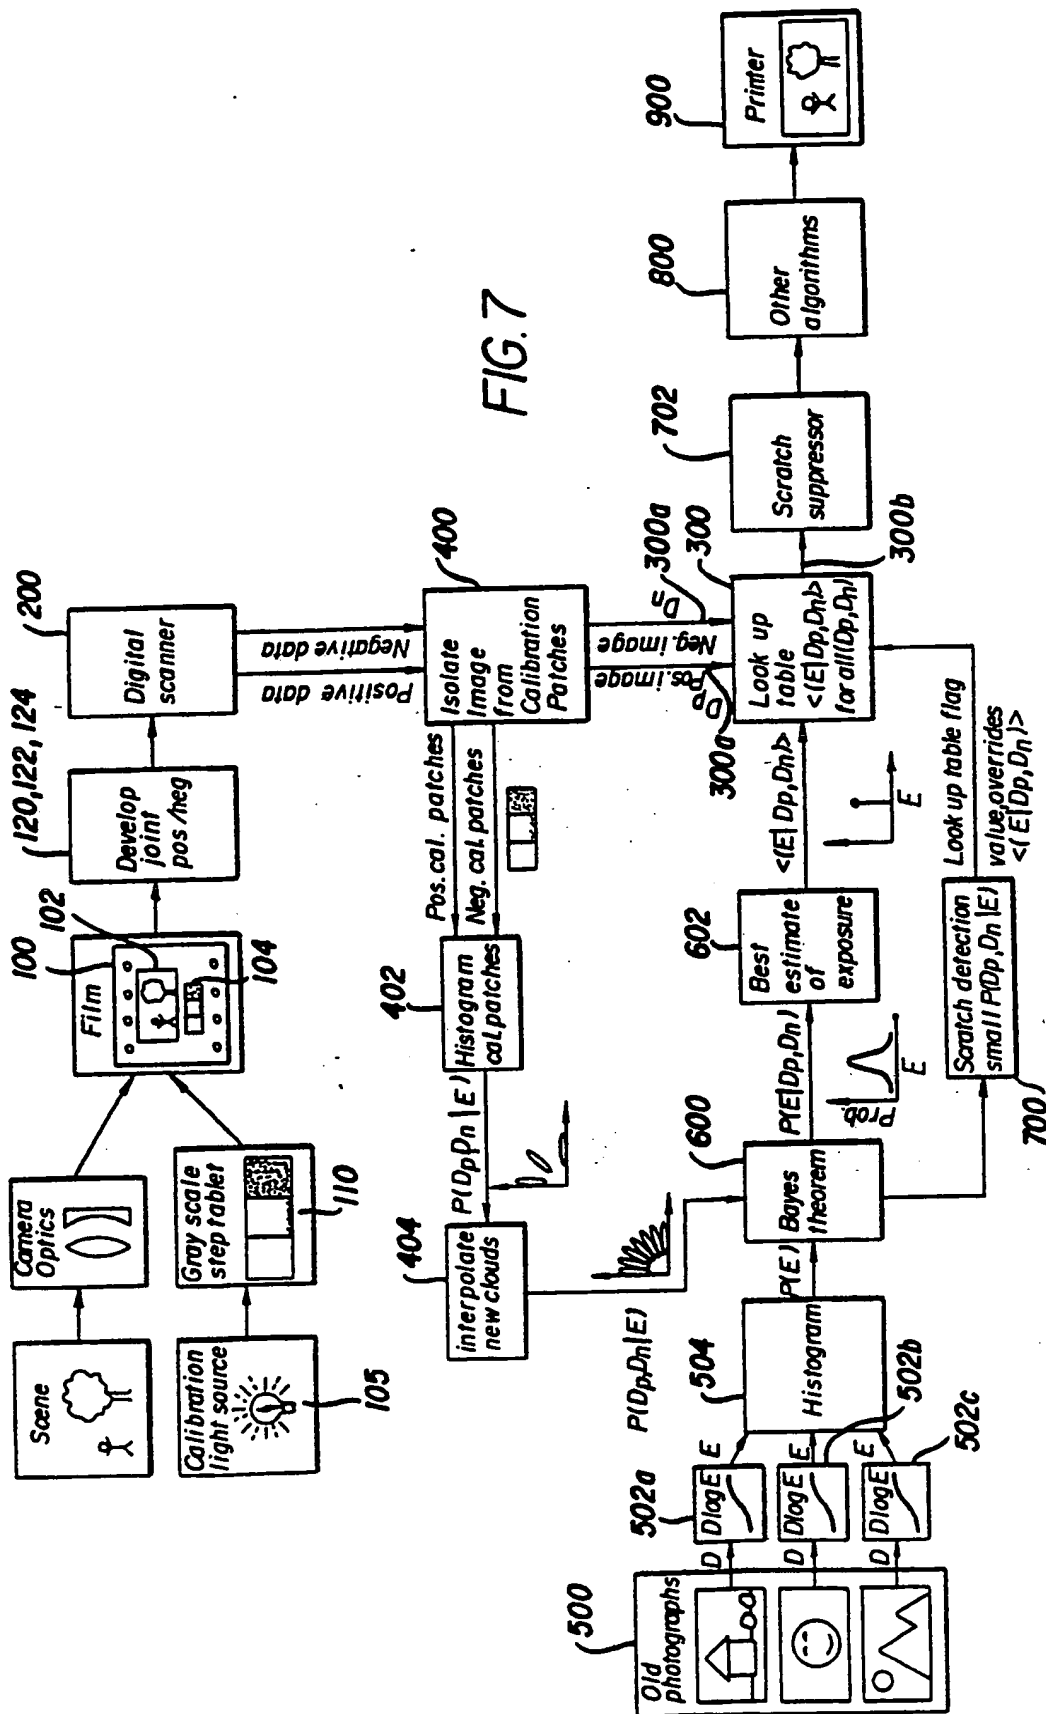 Scene
Camera
Optics
Calibration
light source
105
Gray scale
step tablet
110
Film
100
102
104
Develop
joint
pos/neg
120, 122, 124
Digital
scanner
200
Positive data
Negative data
Isolate
Image
from
Calibration
Patches
400
Pos. cal. patches
Neg. cal. patches
Histogram
cal. patches
402
P(Dp,Dn|E)
interpolate
new clouds
404
P(Dp,Dn|E)
Pos. image
Dp
300a
Neg. image
Dn
300a
FIG. 7
Old
photographs
500
D
DlogE
E
502a
D
DlogE
E
502b
D
DlogE
E
502c
Histogram
504
P(E)
Bayes
theorem
600
P(E|Dp,Dn)
Prob.
E
Best
estimate
of
exposure
602
<(E|Dp,Dn)>
E
Scratch detection
small P(Dp,Dn|E)
700
Look up table flag
value, overrides
<(E|Dp,Dn)>
Look up
table
<(E|Dp,Dn)>
for all(Dp,Dn)
300
300b
Scratch
suppressor
702
Other
algorithms
800
Printer
900